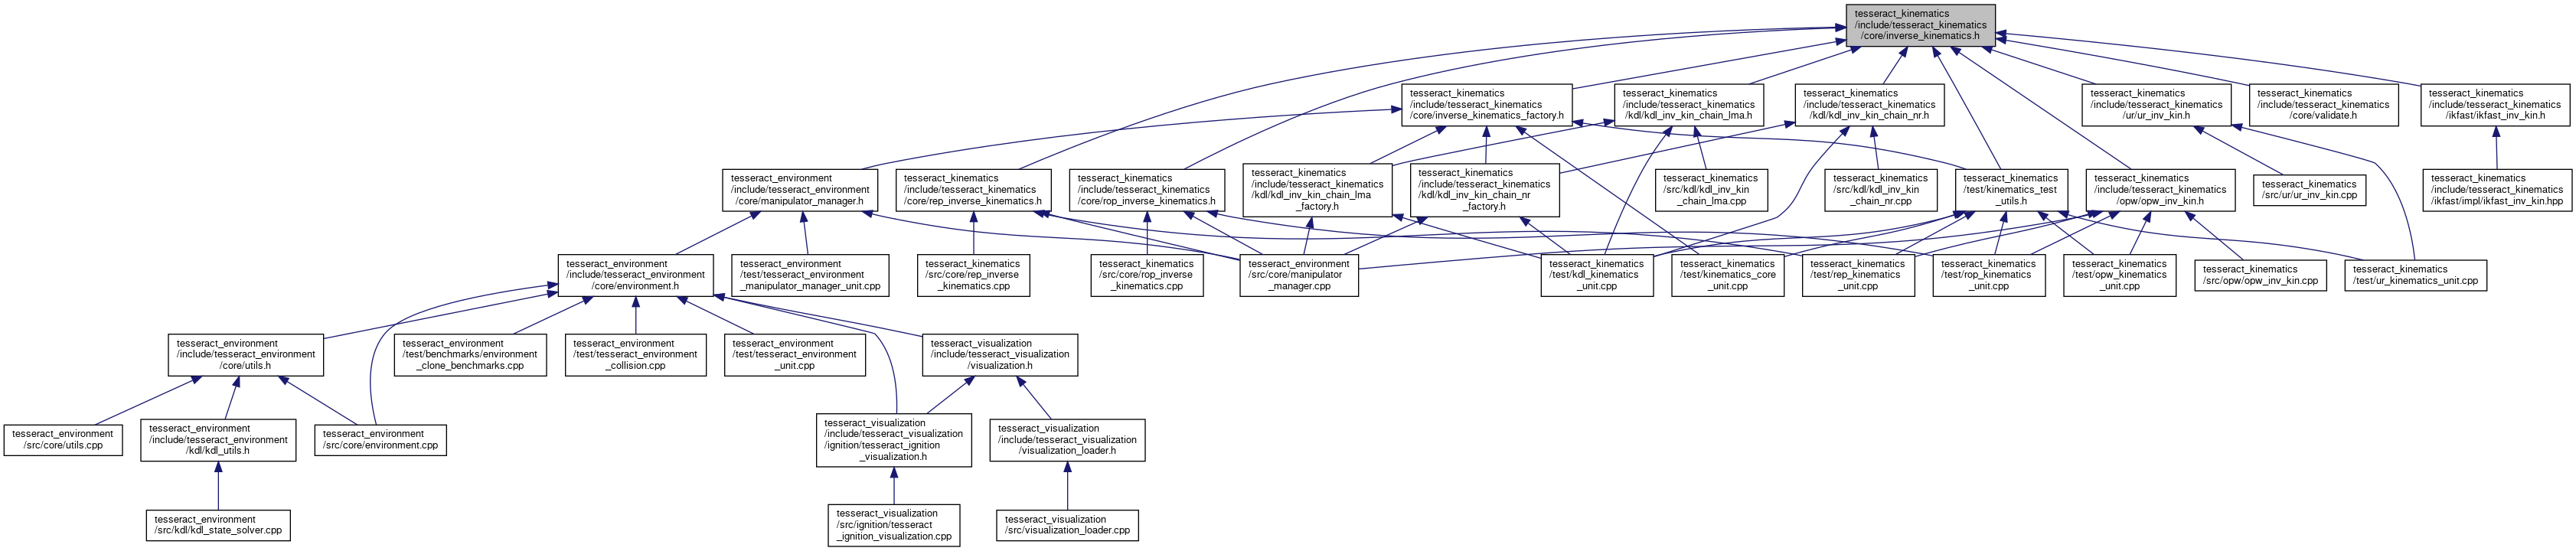 tesseract_kinematics
/include/tesseract_kinematics
/core/inverse_kinematics.h
tesseract_kinematics
/include/tesseract_kinematics
/core/inverse_kinematics_factory.h
tesseract_kinematics
/include/tesseract_kinematics
/kdl/kdl_inv_kin_chain_lma.h
tesseract_kinematics
/include/tesseract_kinematics
/kdl/kdl_inv_kin_chain_nr.h
tesseract_kinematics
/include/tesseract_kinematics
/ur/ur_inv_kin.h
tesseract_kinematics
/include/tesseract_kinematics
/core/validate.h
tesseract_kinematics
/include/tesseract_kinematics
/ikfast/ikfast_inv_kin.h
tesseract_environment
/include/tesseract_environment
/core/manipulator_manager.h
tesseract_kinematics
/include/tesseract_kinematics
/core/rep_inverse_kinematics.h
tesseract_kinematics
/include/tesseract_kinematics
/core/rop_inverse_kinematics.h
tesseract_kinematics
/include/tesseract_kinematics
/kdl/kdl_inv_kin_chain_lma
_factory.h
tesseract_kinematics
/include/tesseract_kinematics
/kdl/kdl_inv_kin_chain_nr
_factory.h
tesseract_kinematics
/src/kdl/kdl_inv_kin
_chain_lma.cpp
tesseract_kinematics
/src/kdl/kdl_inv_kin
_chain_nr.cpp
tesseract_kinematics
/test/kinematics_test
_utils.h
tesseract_kinematics
/include/tesseract_kinematics
/opw/opw_inv_kin.h
tesseract_kinematics
/src/ur/ur_inv_kin.cpp
tesseract_kinematics
/include/tesseract_kinematics
/ikfast/impl/ikfast_inv_kin.hpp
tesseract_environment
/include/tesseract_environment
/core/environment.h
tesseract_environment
/test/tesseract_environment
_manipulator_manager_unit.cpp
tesseract_kinematics
/src/core/rep_inverse
_kinematics.cpp
tesseract_kinematics
/src/core/rop_inverse
_kinematics.cpp
tesseract_environment
/src/core/manipulator
_manager.cpp
tesseract_kinematics
/test/kdl_kinematics
_unit.cpp
tesseract_kinematics
/test/kinematics_core
_unit.cpp
tesseract_kinematics
/test/rep_kinematics
_unit.cpp
tesseract_kinematics
/test/rop_kinematics
_unit.cpp
tesseract_kinematics
/test/opw_kinematics
_unit.cpp
tesseract_kinematics
/src/opw/opw_inv_kin.cpp
tesseract_kinematics
/test/ur_kinematics_unit.cpp
tesseract_environment
/include/tesseract_environment
/core/utils.h
tesseract_environment
/test/benchmarks/environment
_clone_benchmarks.cpp
tesseract_environment
/test/tesseract_environment
_collision.cpp
tesseract_environment
/test/tesseract_environment
_unit.cpp
tesseract_visualization
/include/tesseract_visualization
/visualization.h
tesseract_environment
/src/core/utils.cpp
tesseract_environment
/include/tesseract_environment
/kdl/kdl_utils.h
tesseract_environment
/src/core/environment.cpp
tesseract_visualization
/include/tesseract_visualization
/ignition/tesseract_ignition
_visualization.h
tesseract_visualization
/include/tesseract_visualization
/visualization_loader.h
tesseract_environment
/src/kdl/kdl_state_solver.cpp
tesseract_visualization
/src/ignition/tesseract
_ignition_visualization.cpp
tesseract_visualization
/src/visualization_loader.cpp